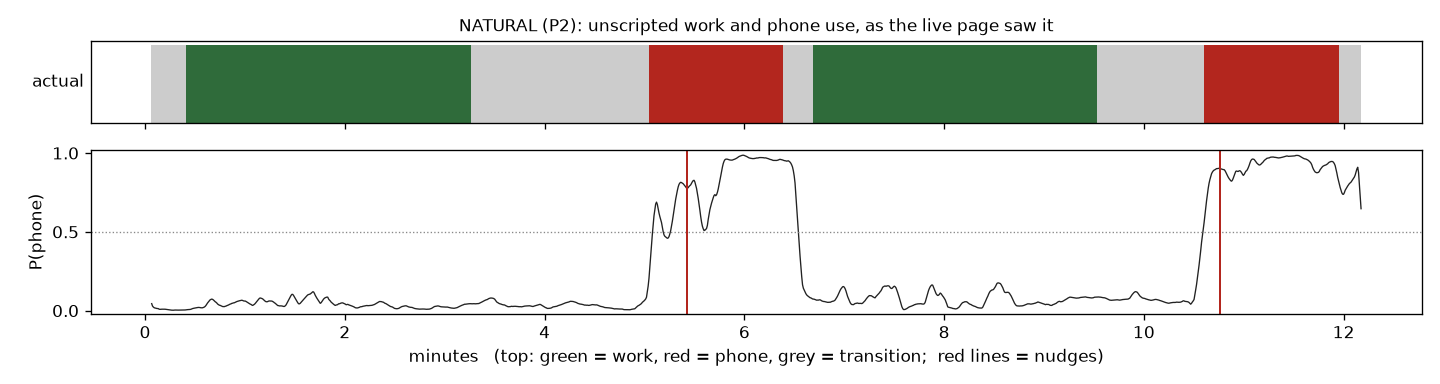 NATURAL (P2): unscripted work and phone use, as the live page saw it
actual
1.0
0.5
0.0
P(phone)
0 2 4 6 8 10 12
minutes (top: green = work, red = phone, grey = transition; red lines = nudges)